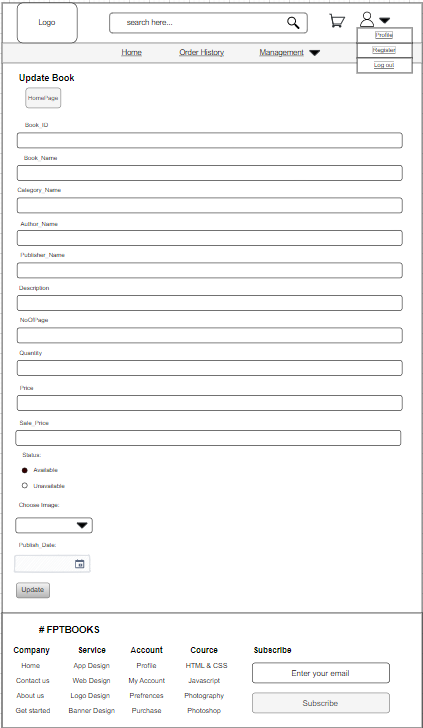 Logo
search here...
Profile
Register
Log out
Home Order History Management
Update Book
HomePage
Book_ID
Book_Name
Category_Name
Author_Name
Publisher_Name
Description
NoOfPage
Quantity
Price
Sale_Price
Status:
Available
Unavailable
Choose Image:
Publish_Date:
Update
# FPTBOOKS
Company Service Account Cource Subscribe
Home App Design Profile HTML & CSS
Enter your email
Contact us Web Design My Account Javascript
About us Logo Design Prefrences Photography
Subscribe
Get started Banner Design Purchase Photoshop